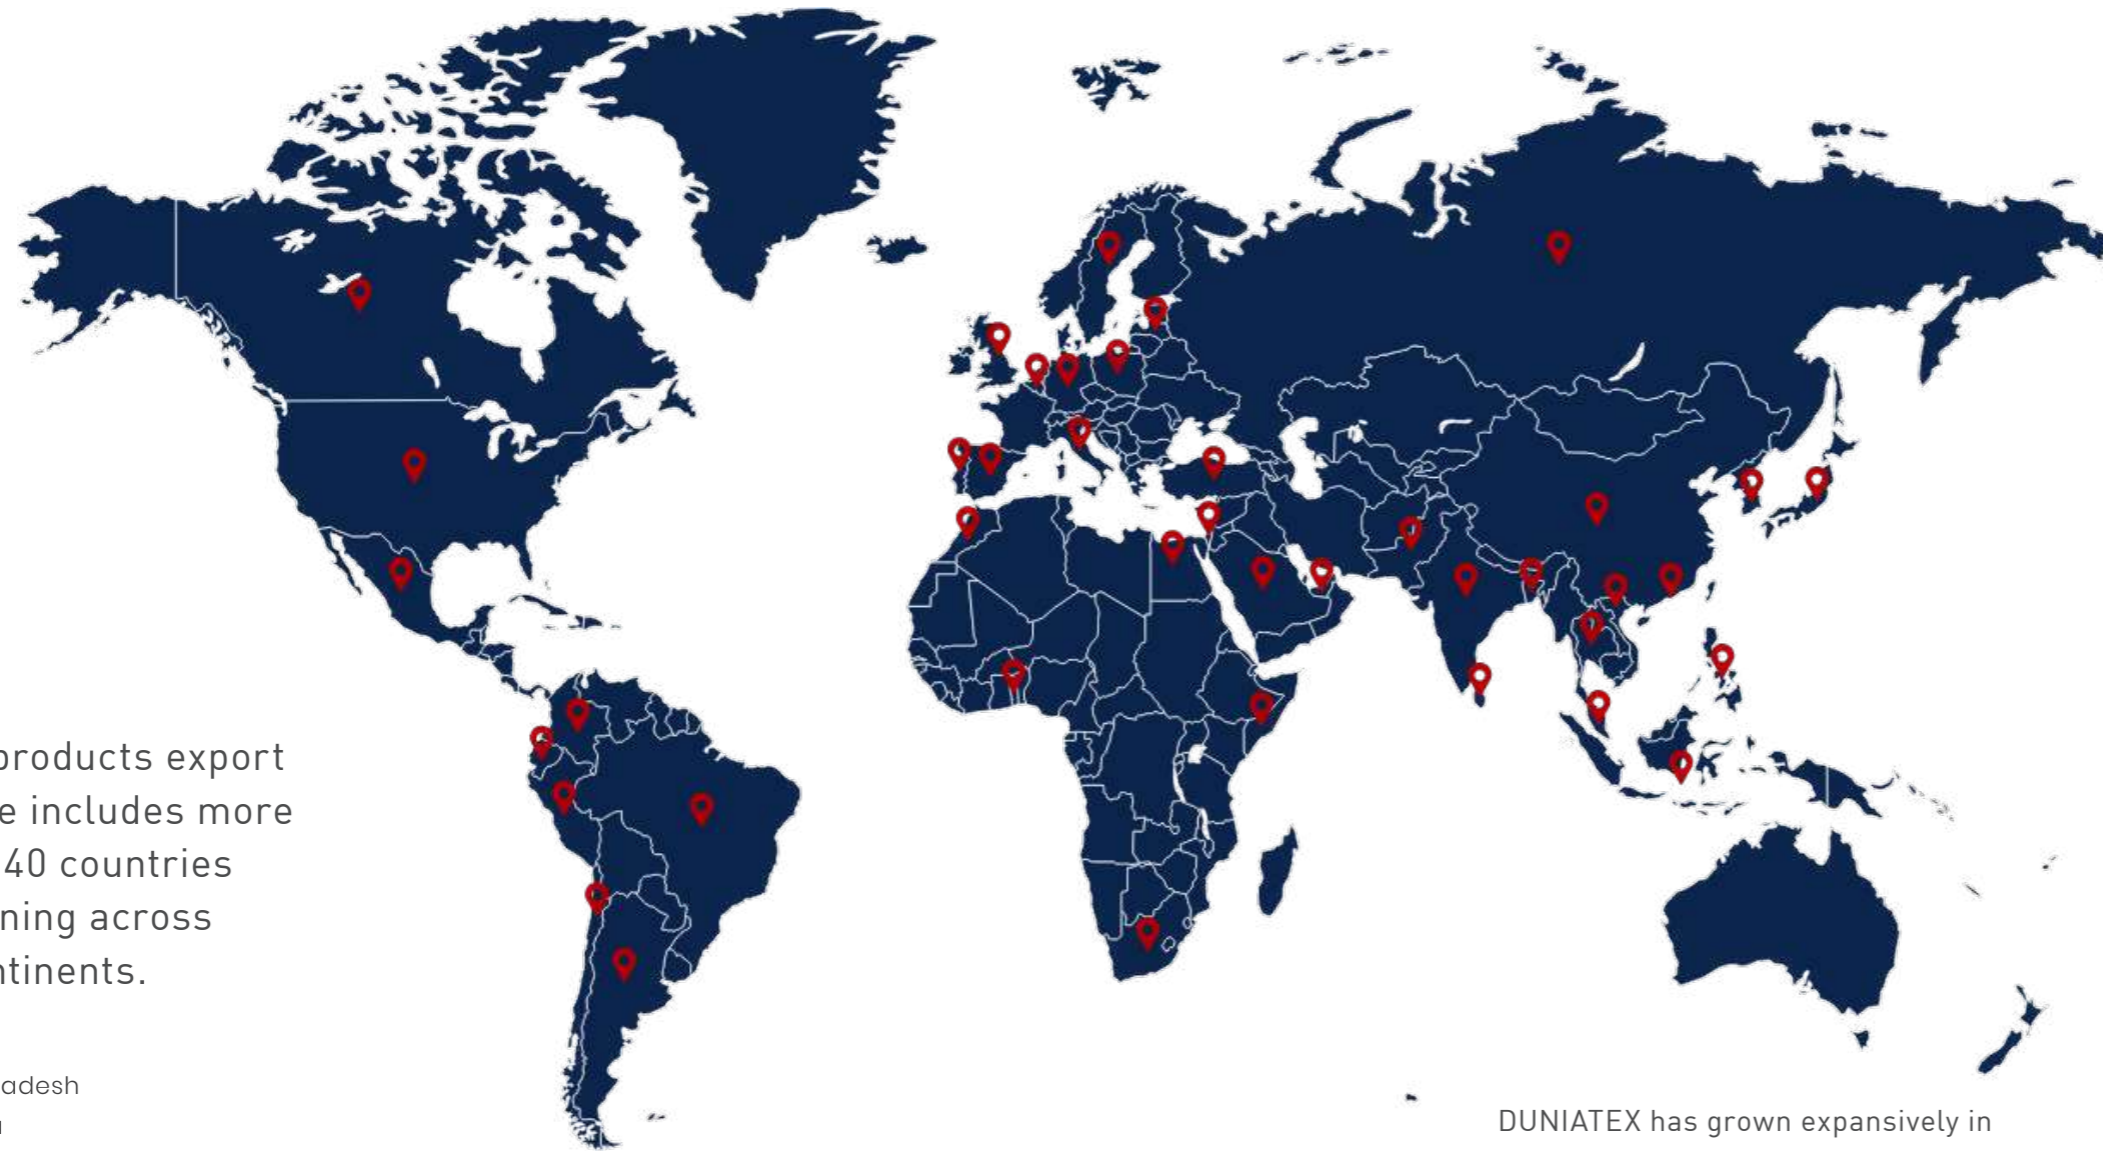 products export
e includes more
40 countries
ning across
ntinents.
adesh
DUNIATEX has grown expansively in